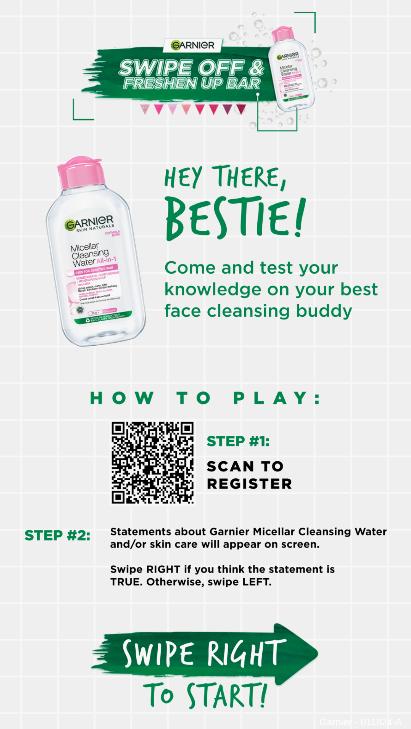 GARNIER
SWIPE OFF &
FRESHEN UP BAR
HEY THERE,
BESTIE!
GARNIER
SKIN NATURALS
Micellar
Cleansing
Water All-in-1
Come and test your
knowledge on your best
face cleansing buddy
HOW TO PLAY:
STEP #1:
SCAN TO
REGISTER
STEP #2:
Statements about Garnier Micellar Cleansing Water
and/or skin care will appear on screen.
Swipe RIGHT if you think the statement is
TRUE. Otherwise, swipe LEFT.
SWIPE RIGHT
TO START!